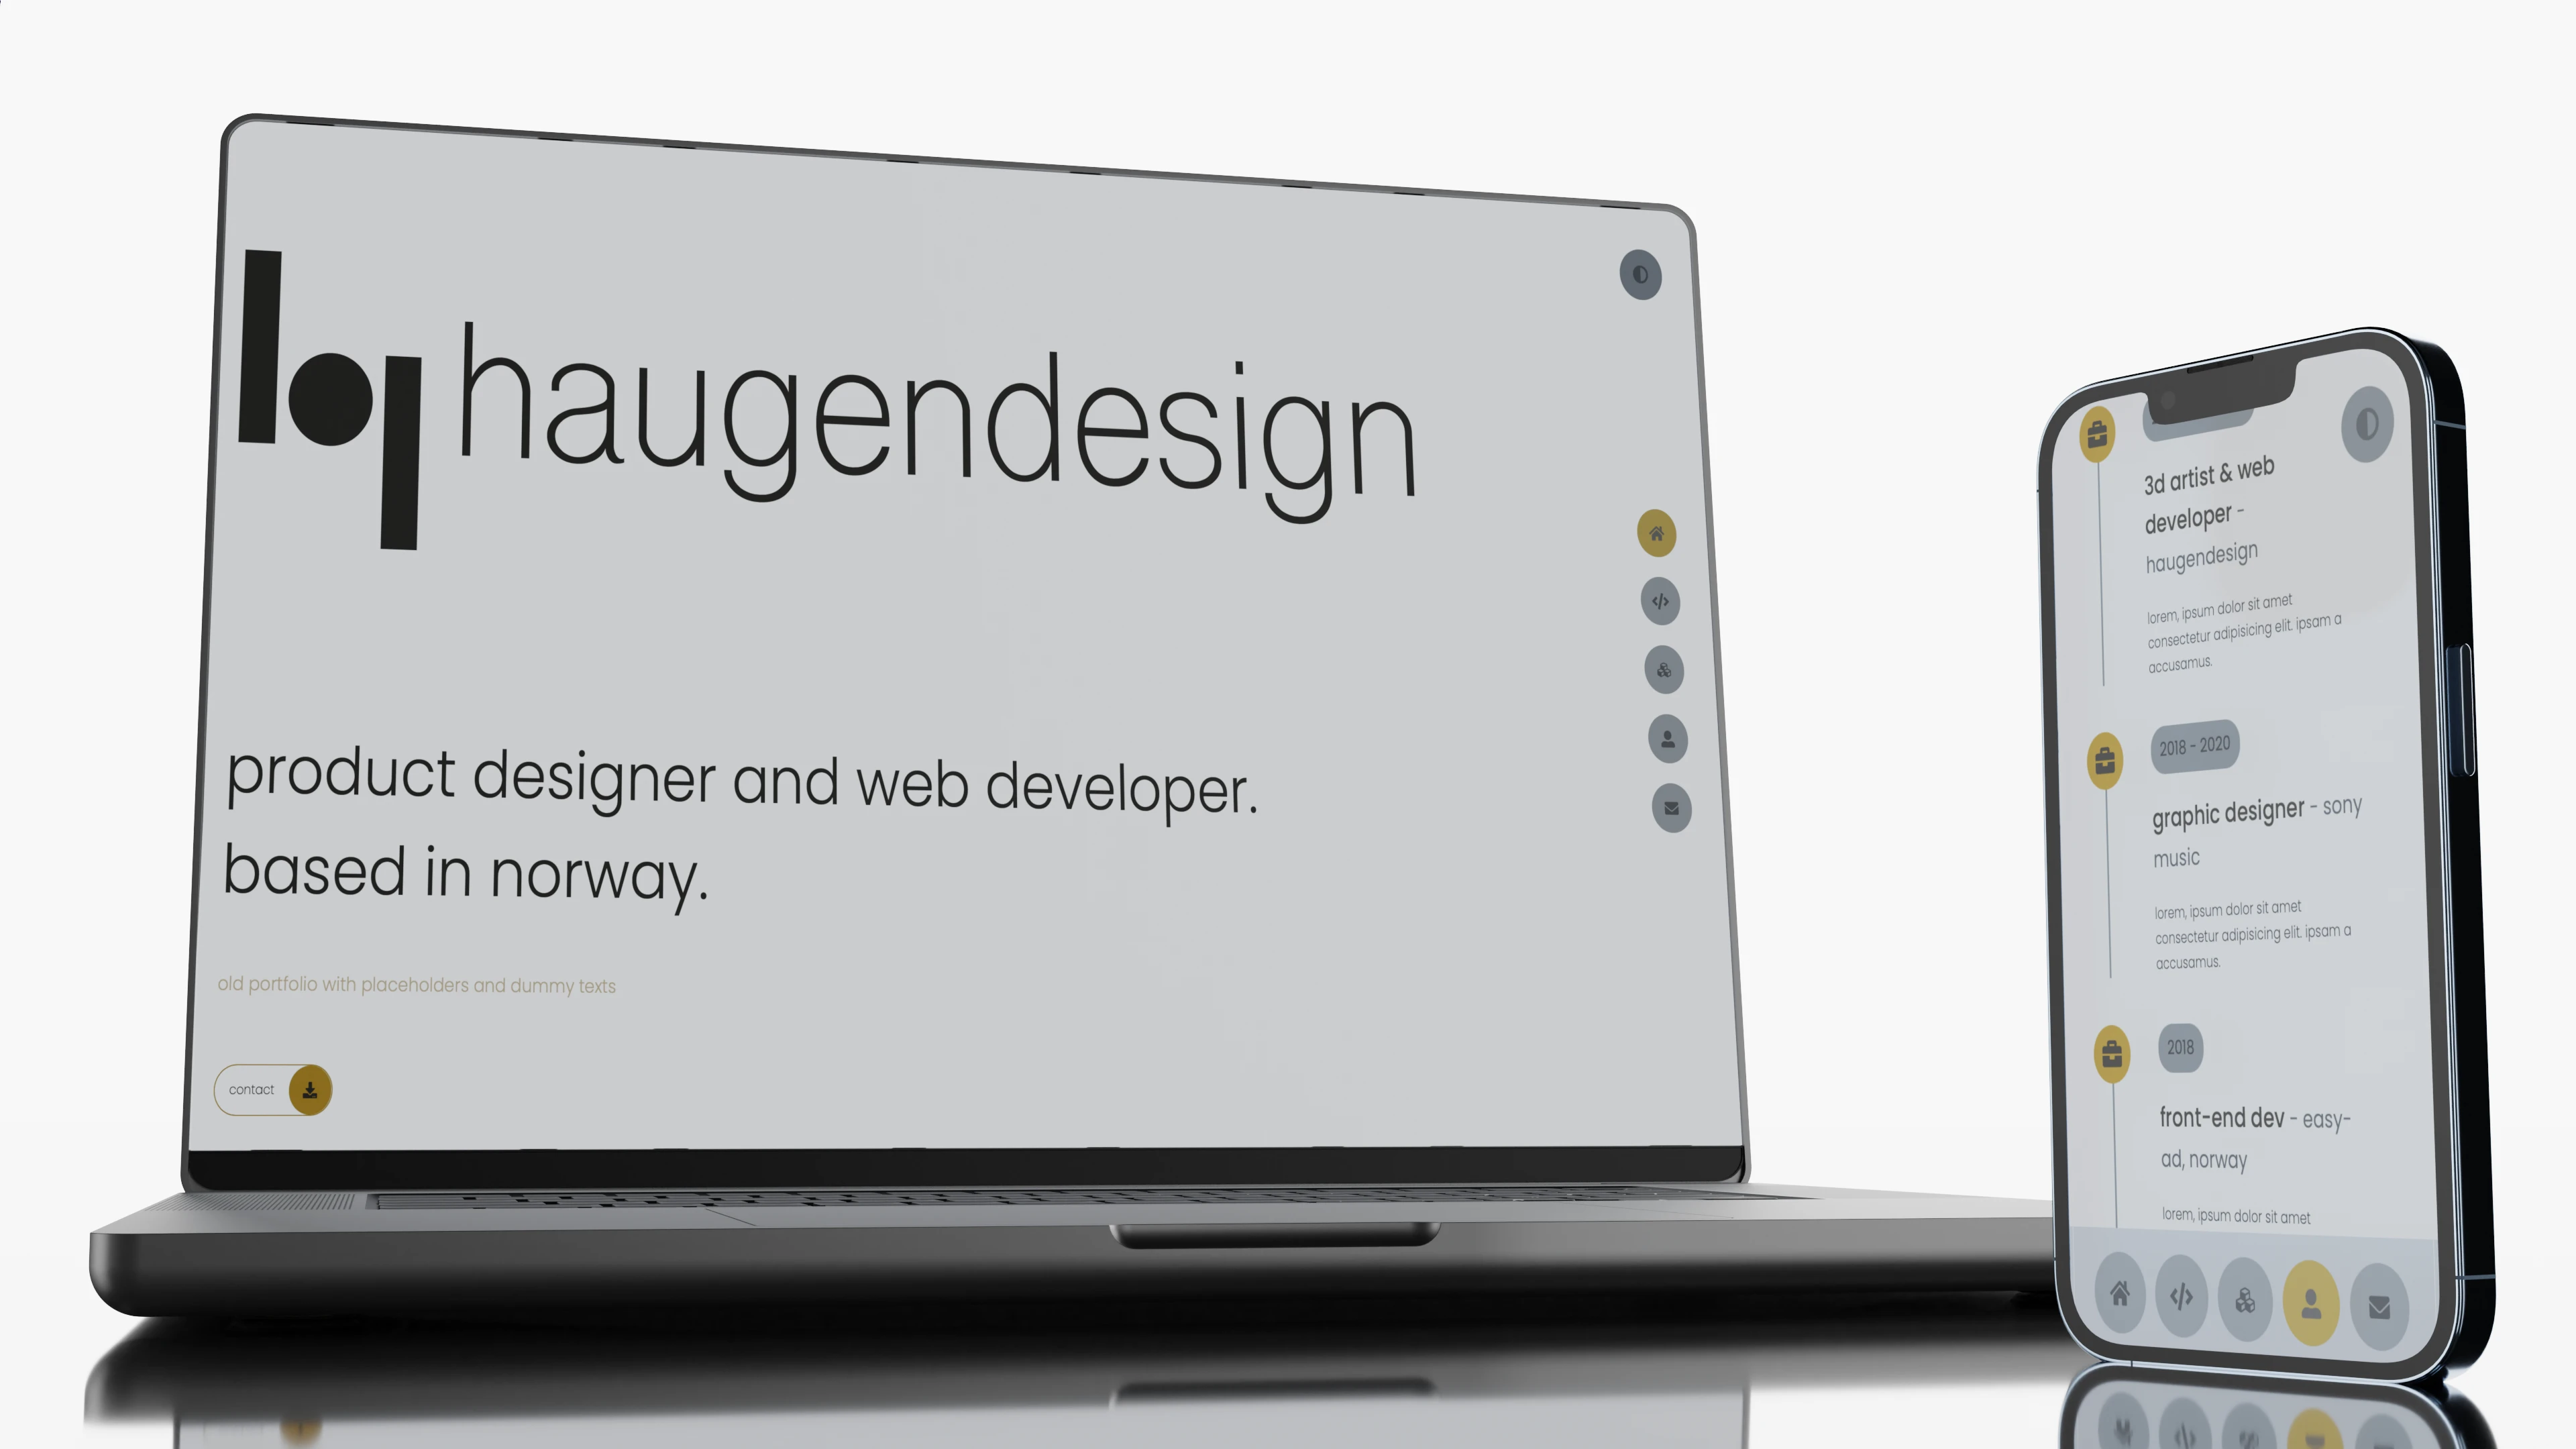 haugendesign
product designer and web developer.
based in norway.
old portfolio with placeholders and dummy texts
contact
3d artist & web
developer -
haugendesign
lorem, ipsum dolor sit amet
consectetur adipisicing elit. ipsam a
accusamus.
2018 - 2020
graphic designer - sony
music
lorem, ipsum dolor sit amet
consectetur adipisicing elit. ipsam a
accusamus.
2018
front-end dev - easy-
ad, norway
lorem, ipsum dolor sit amet